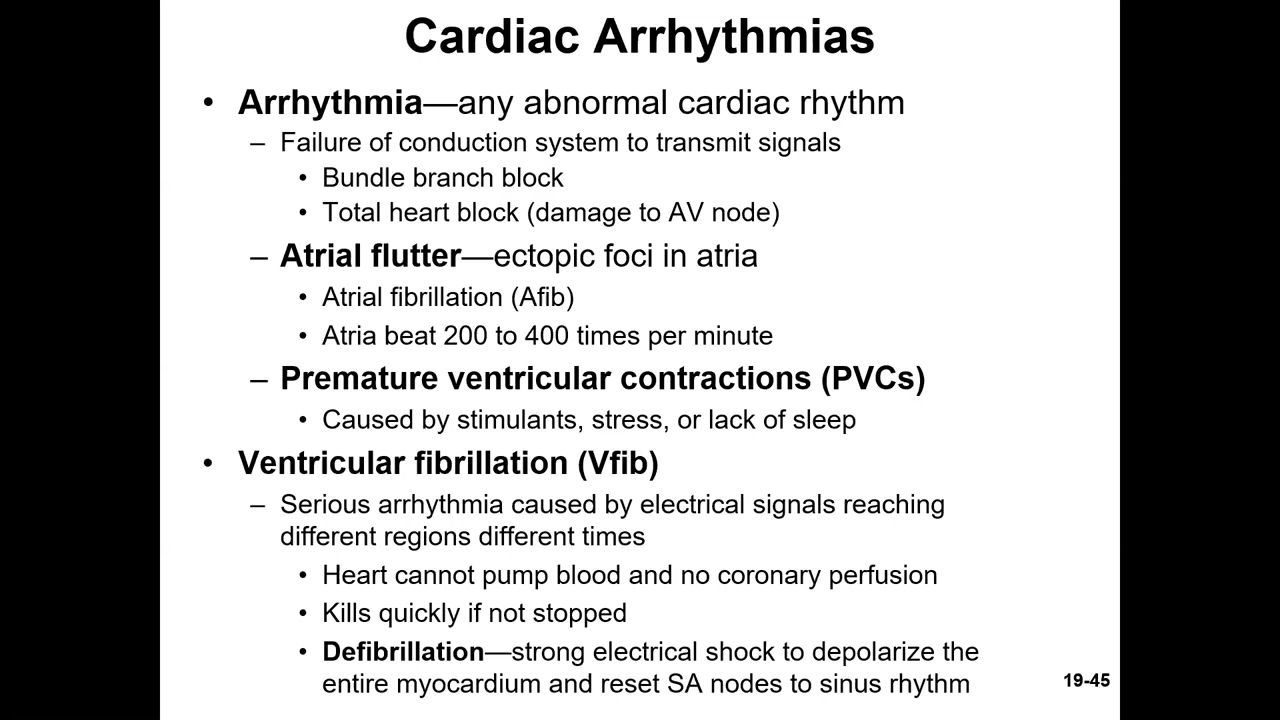 Cardiac Arrhythmias
• Arrhythmia—any abnormal cardiac rhythm
– Failure of conduction system to transmit signals
• Bundle branch block
• Total heart block (damage to AV node)
– Atrial flutter—ectopic foci in atria
• Atrial fibrillation (Afib)
• Atria beat 200 to 400 times per minute
– Premature ventricular contractions (PVCs)
• Caused by stimulants, stress, or lack of sleep
• Ventricular fibrillation (Vfib)
– Serious arrhythmia caused by electrical signals reaching
different regions different times
• Heart cannot pump blood and no coronary perfusion
• Kills quickly if not stopped
• Defibrillation—strong electrical shock to depolarize the
entire myocardium and reset SA nodes to sinus rhythm
19-45